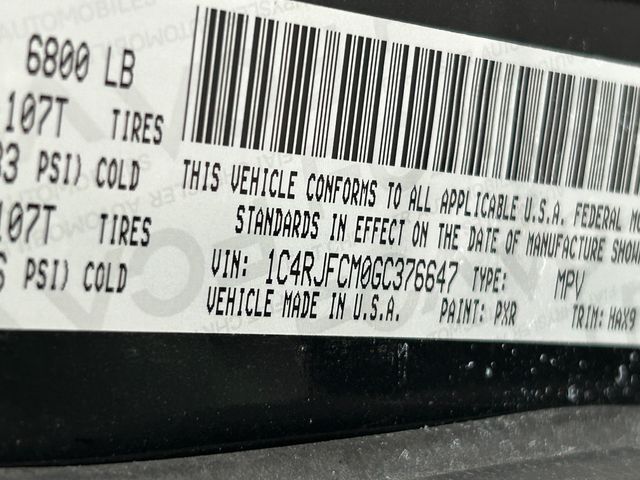 6800 LB
107T TIRES
PSI) COLD
107T TIRES
PSI) COLD
THIS VEHICLE CONFORMS TO ALL APPLICABLE U.S.A. FEDERAL
STANDARDS IN EFFECT ON THE DATE OF MANUFACTURE SHOWN
VIN: 1C4RJFCM0GC376647 TYPE: MPV
VEHICLE MADE IN U.S.A. PAINT: PXR TRIM: HAX9